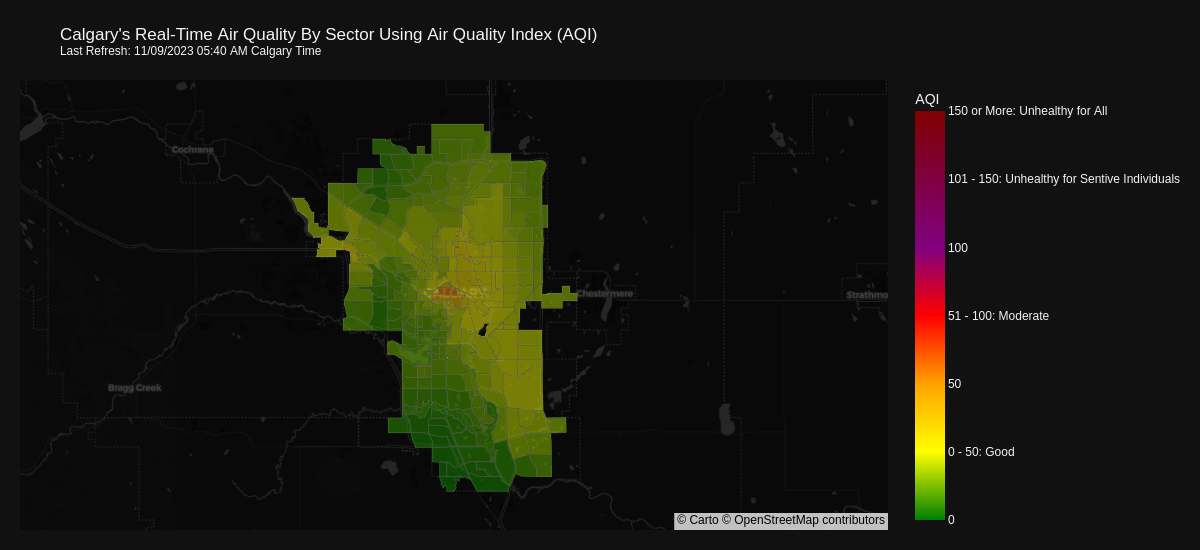 Calgary's Real-Time Air Quality By Sector Using Air Quality Index (AQI)
Last Refresh: 11/09/2023 05:40 AM Calgary Time
AQI
150 or More: Unhealthy for All
Cochrane
101 - 150: Unhealthy for Sentive Individuals
100
Chestermere
Strathmo
51 - 100: Moderate
50
Bragg Creek
0 - 50: Good
0
© Carto © OpenStreetMap contributors